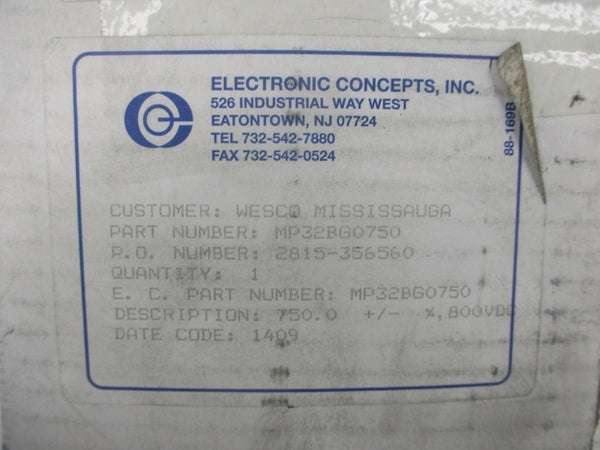 ELECTRONIC CONCEPTS, INC.
526 INDUSTRIAL WAY WEST
EATONTOWN, NJ 07724
TEL 732-542-7880
FAX 732-542-0524
88-169B
CUSTOMER: WESCO MISSISSAUGA
PART NUMBER: MP32BG0750
P.O. NUMBER: 2815-356560
QUANTITY: 1
E. C. PART NUMBER: MP32BG0750
DESCRIPTION: 750.0 +/- %,800VDC
DATE CODE: 1409